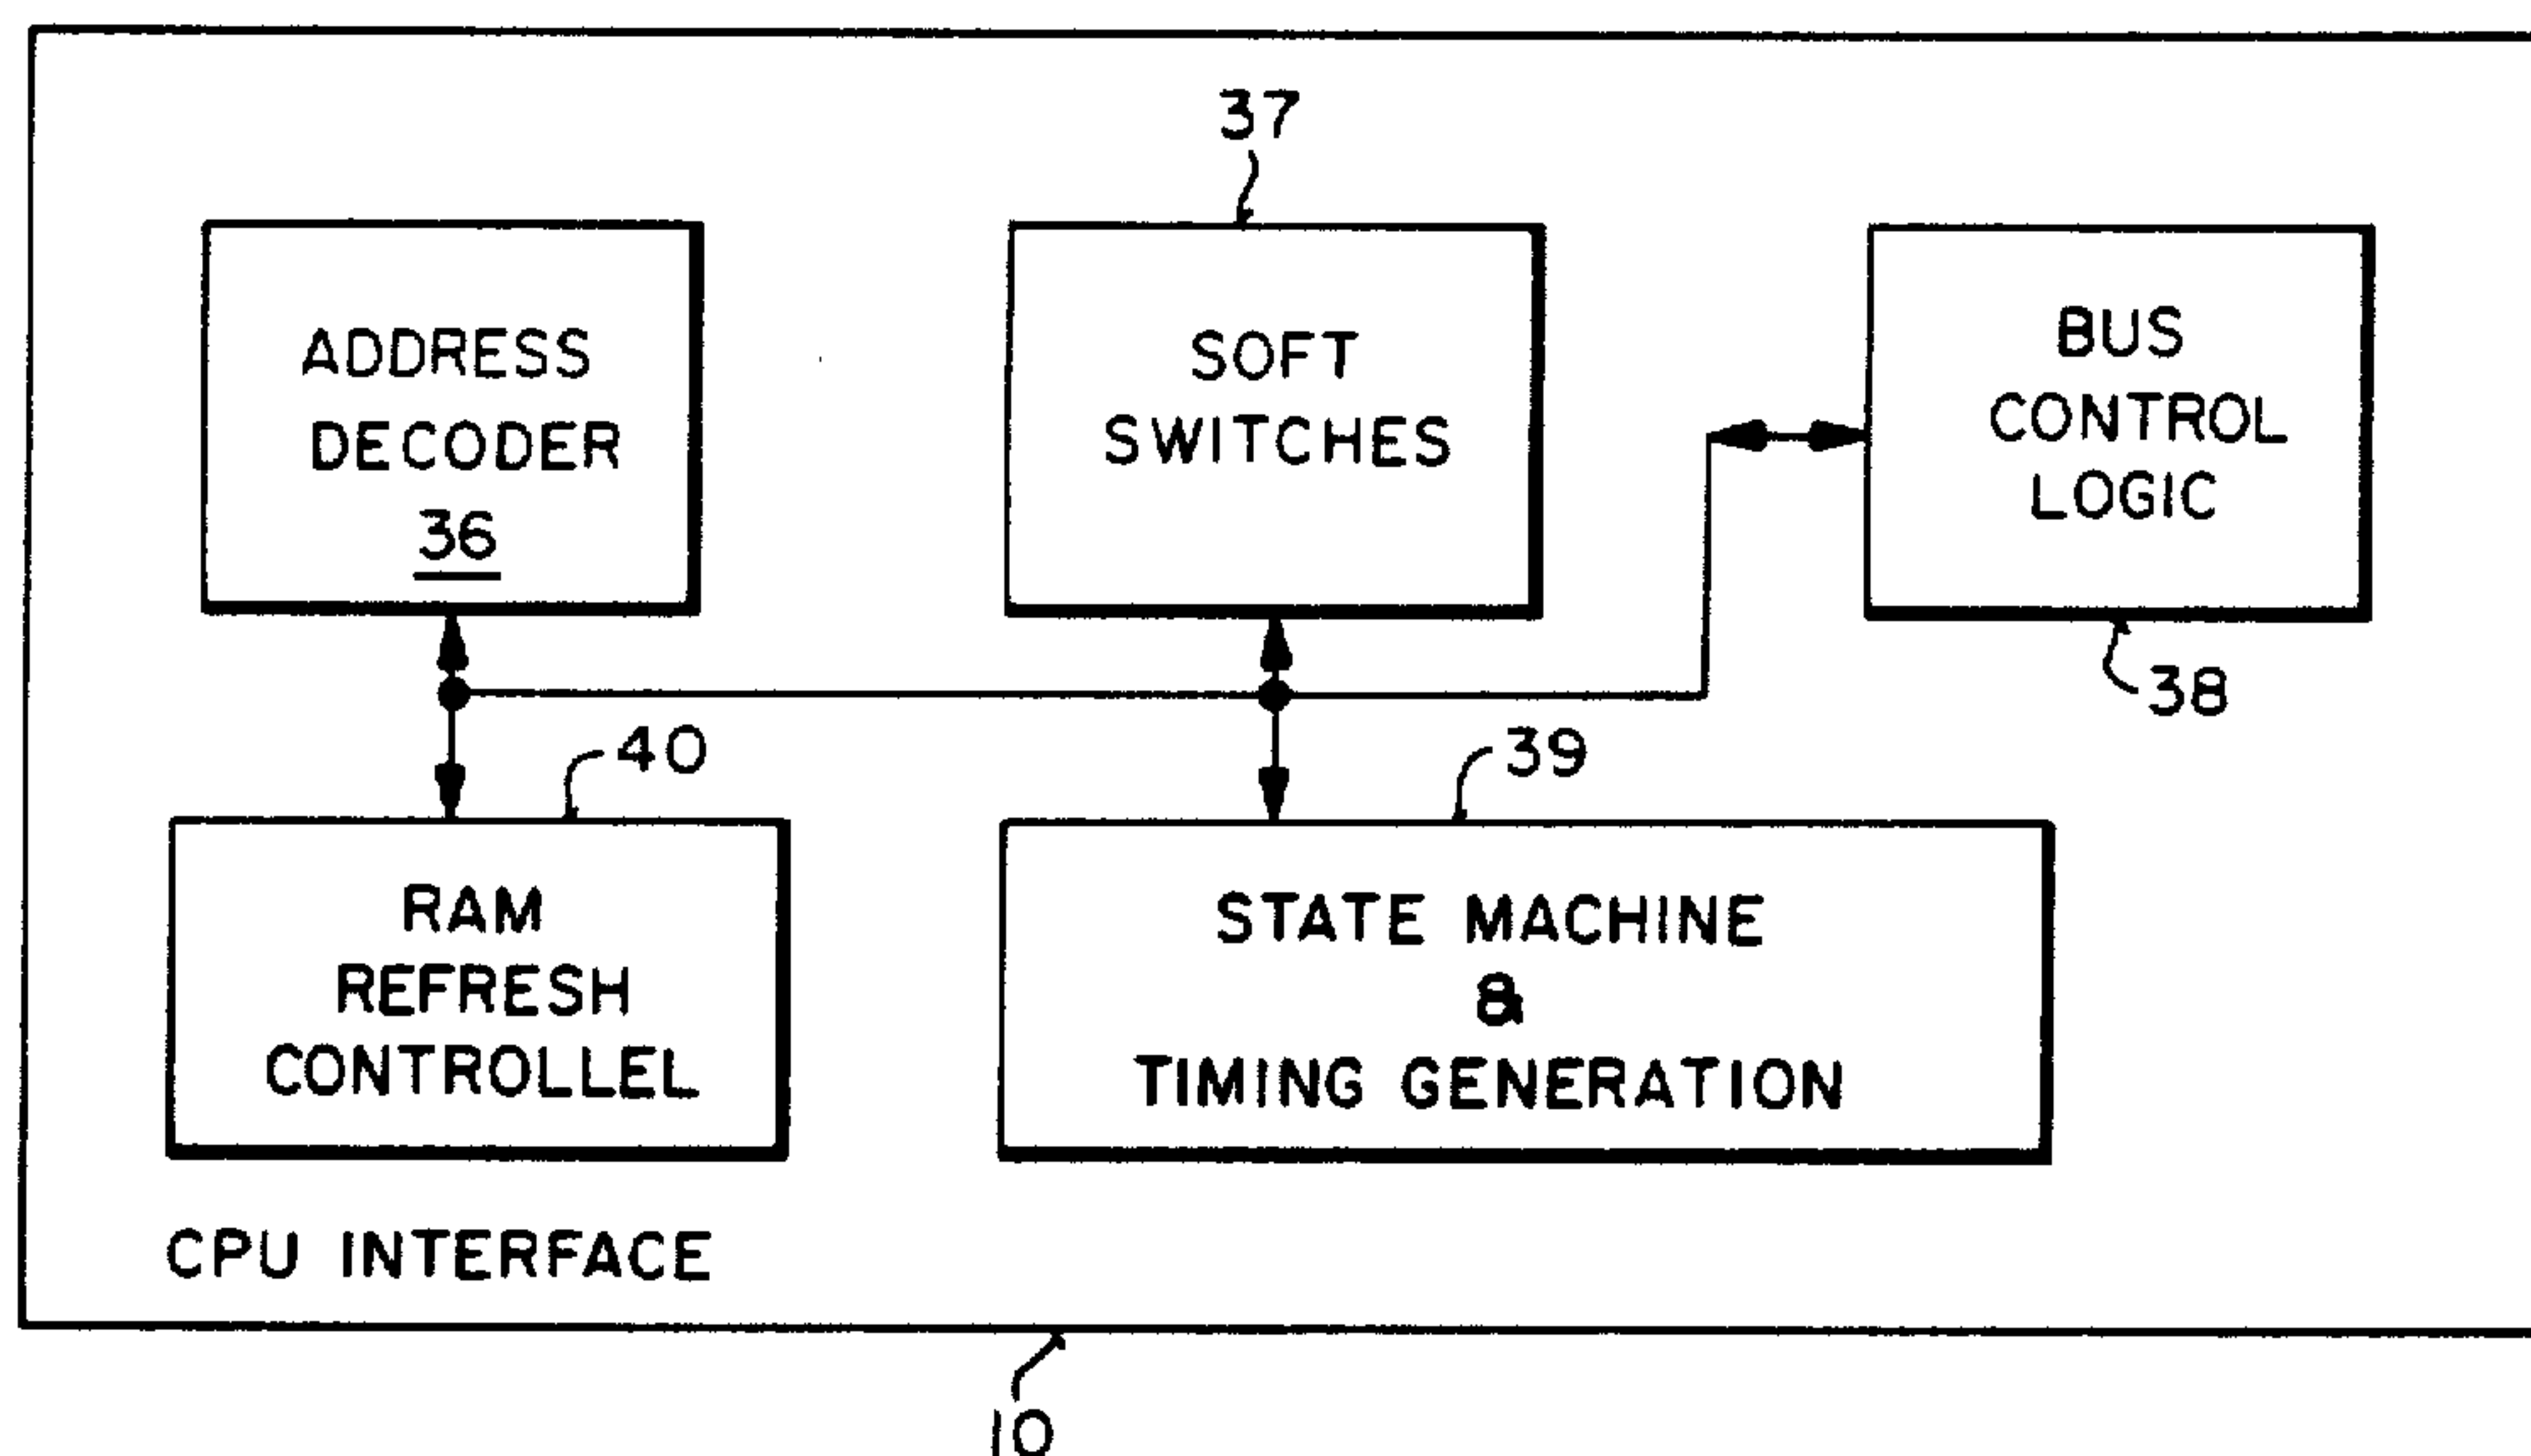 37
ADDRESS
DECODER
36
SOFT
SWITCHES
BUS
CONTROL
LOGIC
38
40
39
RAM
REFRESH
CONTROLLEL
STATE MACHINE
&
TIMING GENERATION
CPU INTERFACE
10